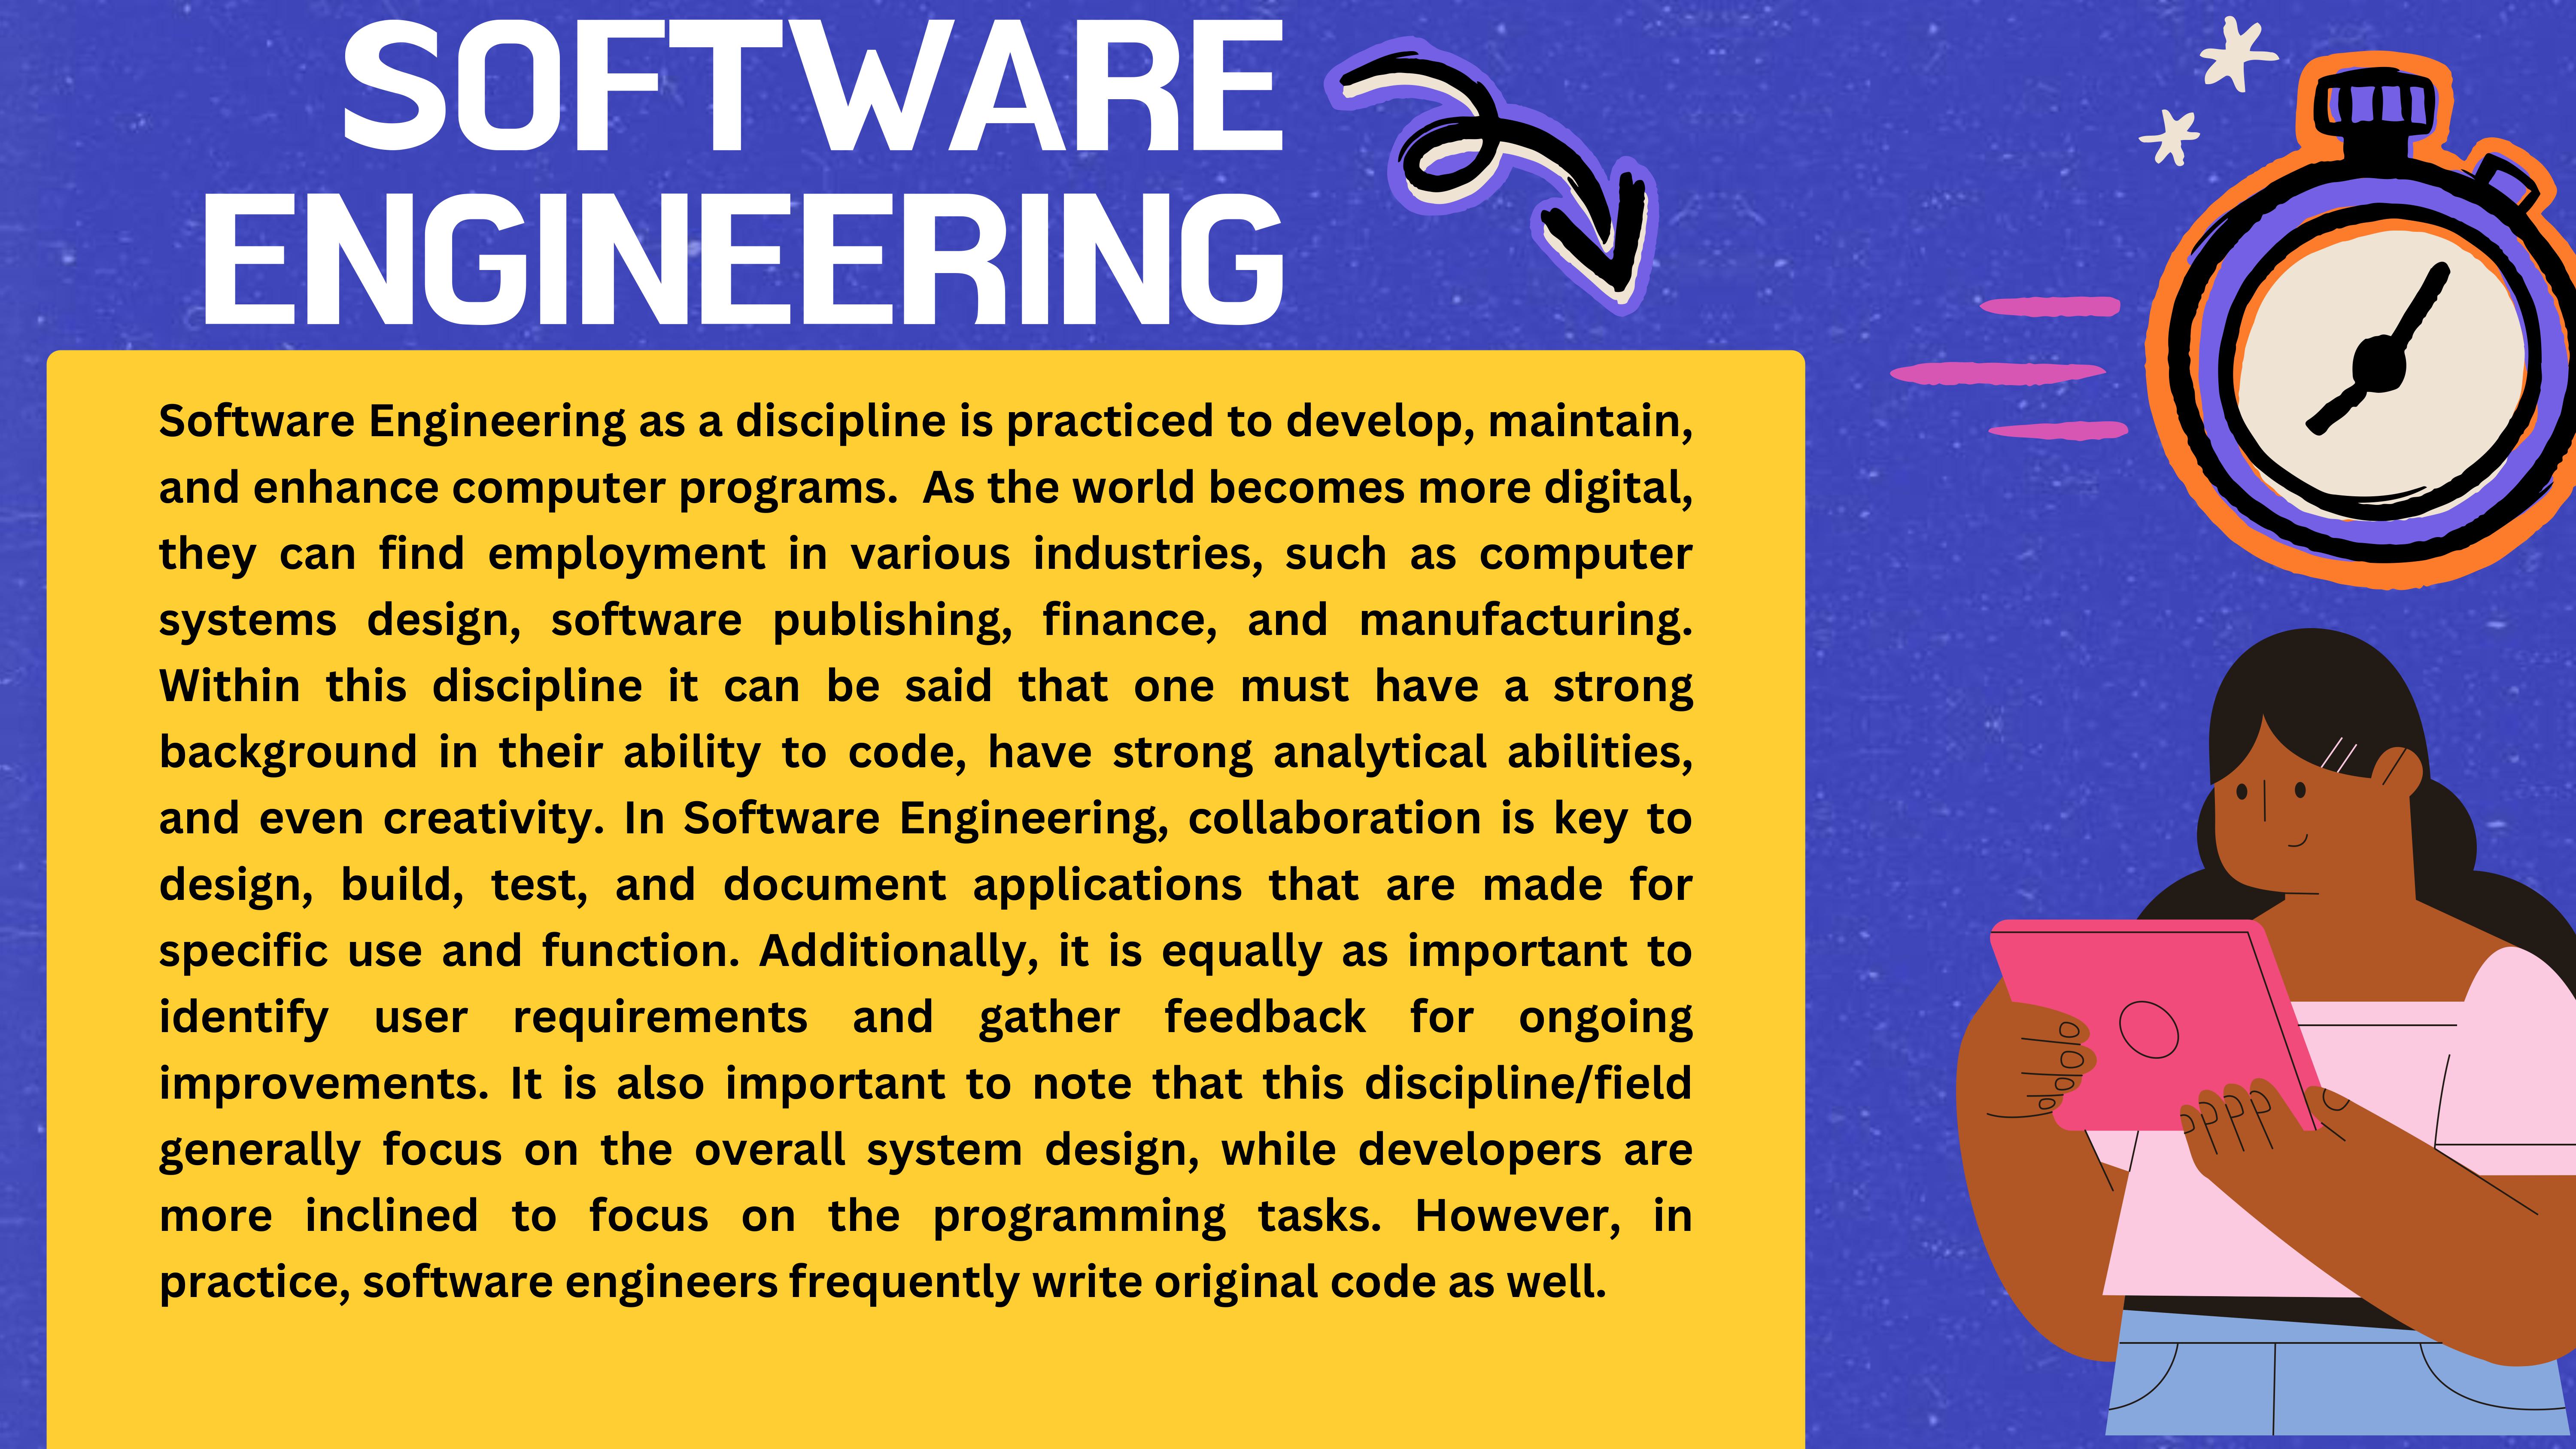 SOFTWARE
ENGINEERING
Software Engineering as a discipline is practiced to develop, maintain,
and enhance computer programs.  As the world becomes more digital,
they can find employment in various industries, such as computer
systems design, software publishing, finance, and manufacturing.
Within this discipline it can be said that one must have a strong
background in their ability to code, have strong analytical abilities,
and even creativity. In Software Engineering, collaboration is key to
design, build, test, and document applications that are made for
specific use and function. Additionally, it is equally as important to
identify user requirements and gather feedback for ongoing
improvements. It is also important to note that this discipline/field
generally focus on the overall system design, while developers are
more inclined to focus on the programming tasks. However, in
practice, software engineers frequently write original code as well.